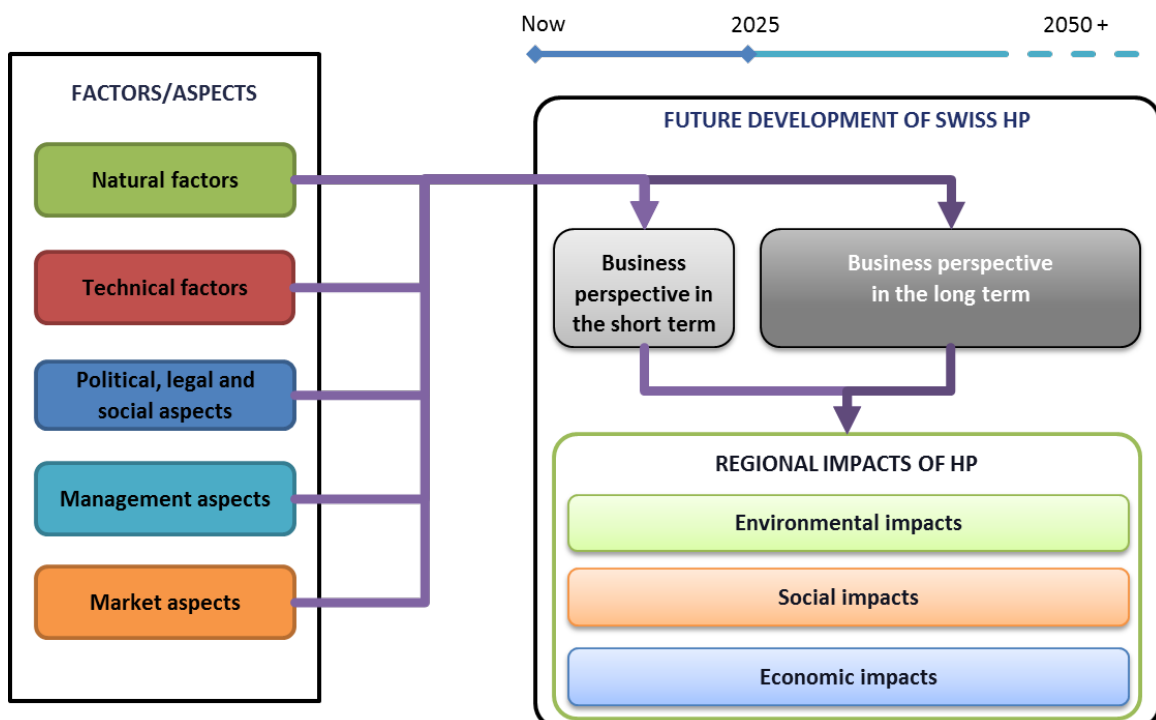 Now 2025 2050 +
FACTORS/ASPECTS
Natural factors
Technical factors
Political, legal and
social aspects
Management aspects
Market aspects
FUTURE DEVELOPMENT OF SWISS HP
Business
perspective in
the short term
Business perspective
in the long term
REGIONAL IMPACTS OF HP
Environmental impacts
Social impacts
Economic impacts